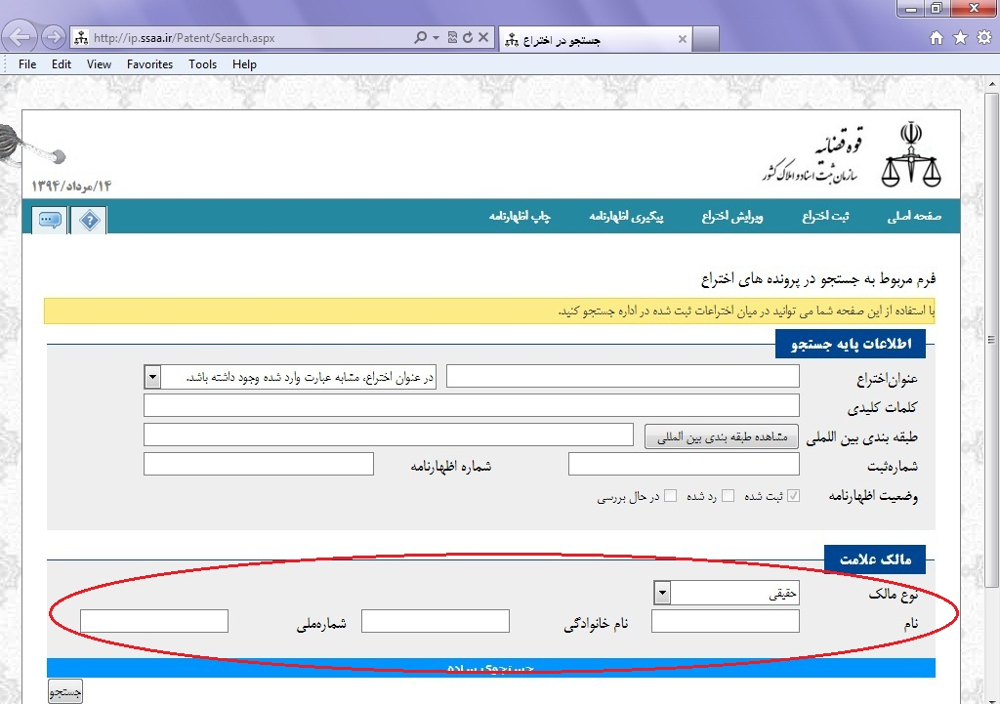 http://ip.ssaa.ir/Patent/Search.aspx
جستجو در اختراع
File Edit View Favorites Tools Help
قوه قضائیه
سازمان ثبت اسناد و املاک کشور
۱۴/مرداد/۱۳۹۴
صفحه اصلی ثبت اختراع ویرایش اختراع پیگیری اظهارنامه چاپ اظهارنامه
فرم مربوط به جستجو در پرونده های اختراع
با استفاده از این صفحه شما می توانید در میان اختراعات ثبت شده در اداره جستجو کنید.
اطلاعات پایه جستجو
عنوان‌اختراع در عنوان اختراع، مشابه عبارت وارد شده وجود داشته باشد.
کلمات کلیدی
طبقه بندی بین اللملی مشاهده طبقه بندی بین المللی
شماره‌ثبت شماره اظهارنامه
وضعیت اظهارنامه ثبت شده رد شده در حال بررسی
مالک علامت
نوع مالک حقیقی
نام نام خانوادگی شماره‌ملی
جستجوی ساده
جستجو